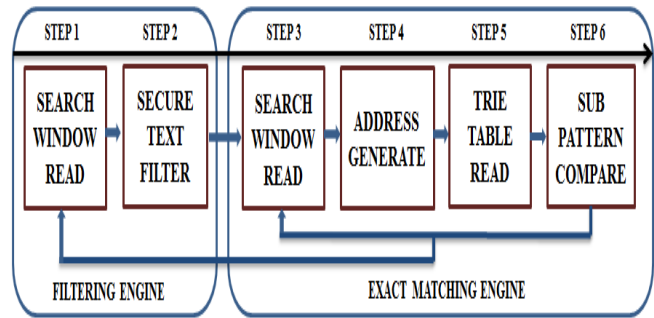 STEP 1
STEP 2
STEP 3
STEP 4
STEP 5
STEP 6
SEARCH
WINDOW
READ
SECURE
TEXT
FILTER
SEARCH
WINDOW
READ
ADDRESS
GENERATE
TRIE
TABLE
READ
SUB
PATTERN
COMPARE
FILTERING ENGINE
EXACT MATCHING ENGINE